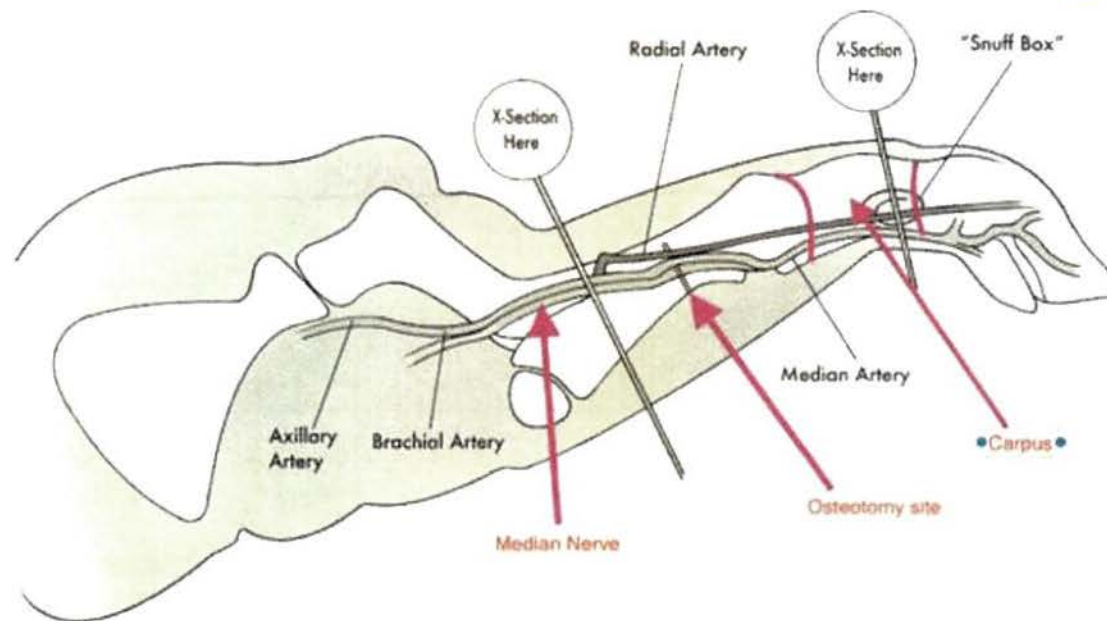 Radial Artery
X-Section
Here
"Snuff Box"
X-Section
Here
Median Artery
Axillary
Artery
Brachial Artery
•Carpus•
Osteotomy site
Median Nerve